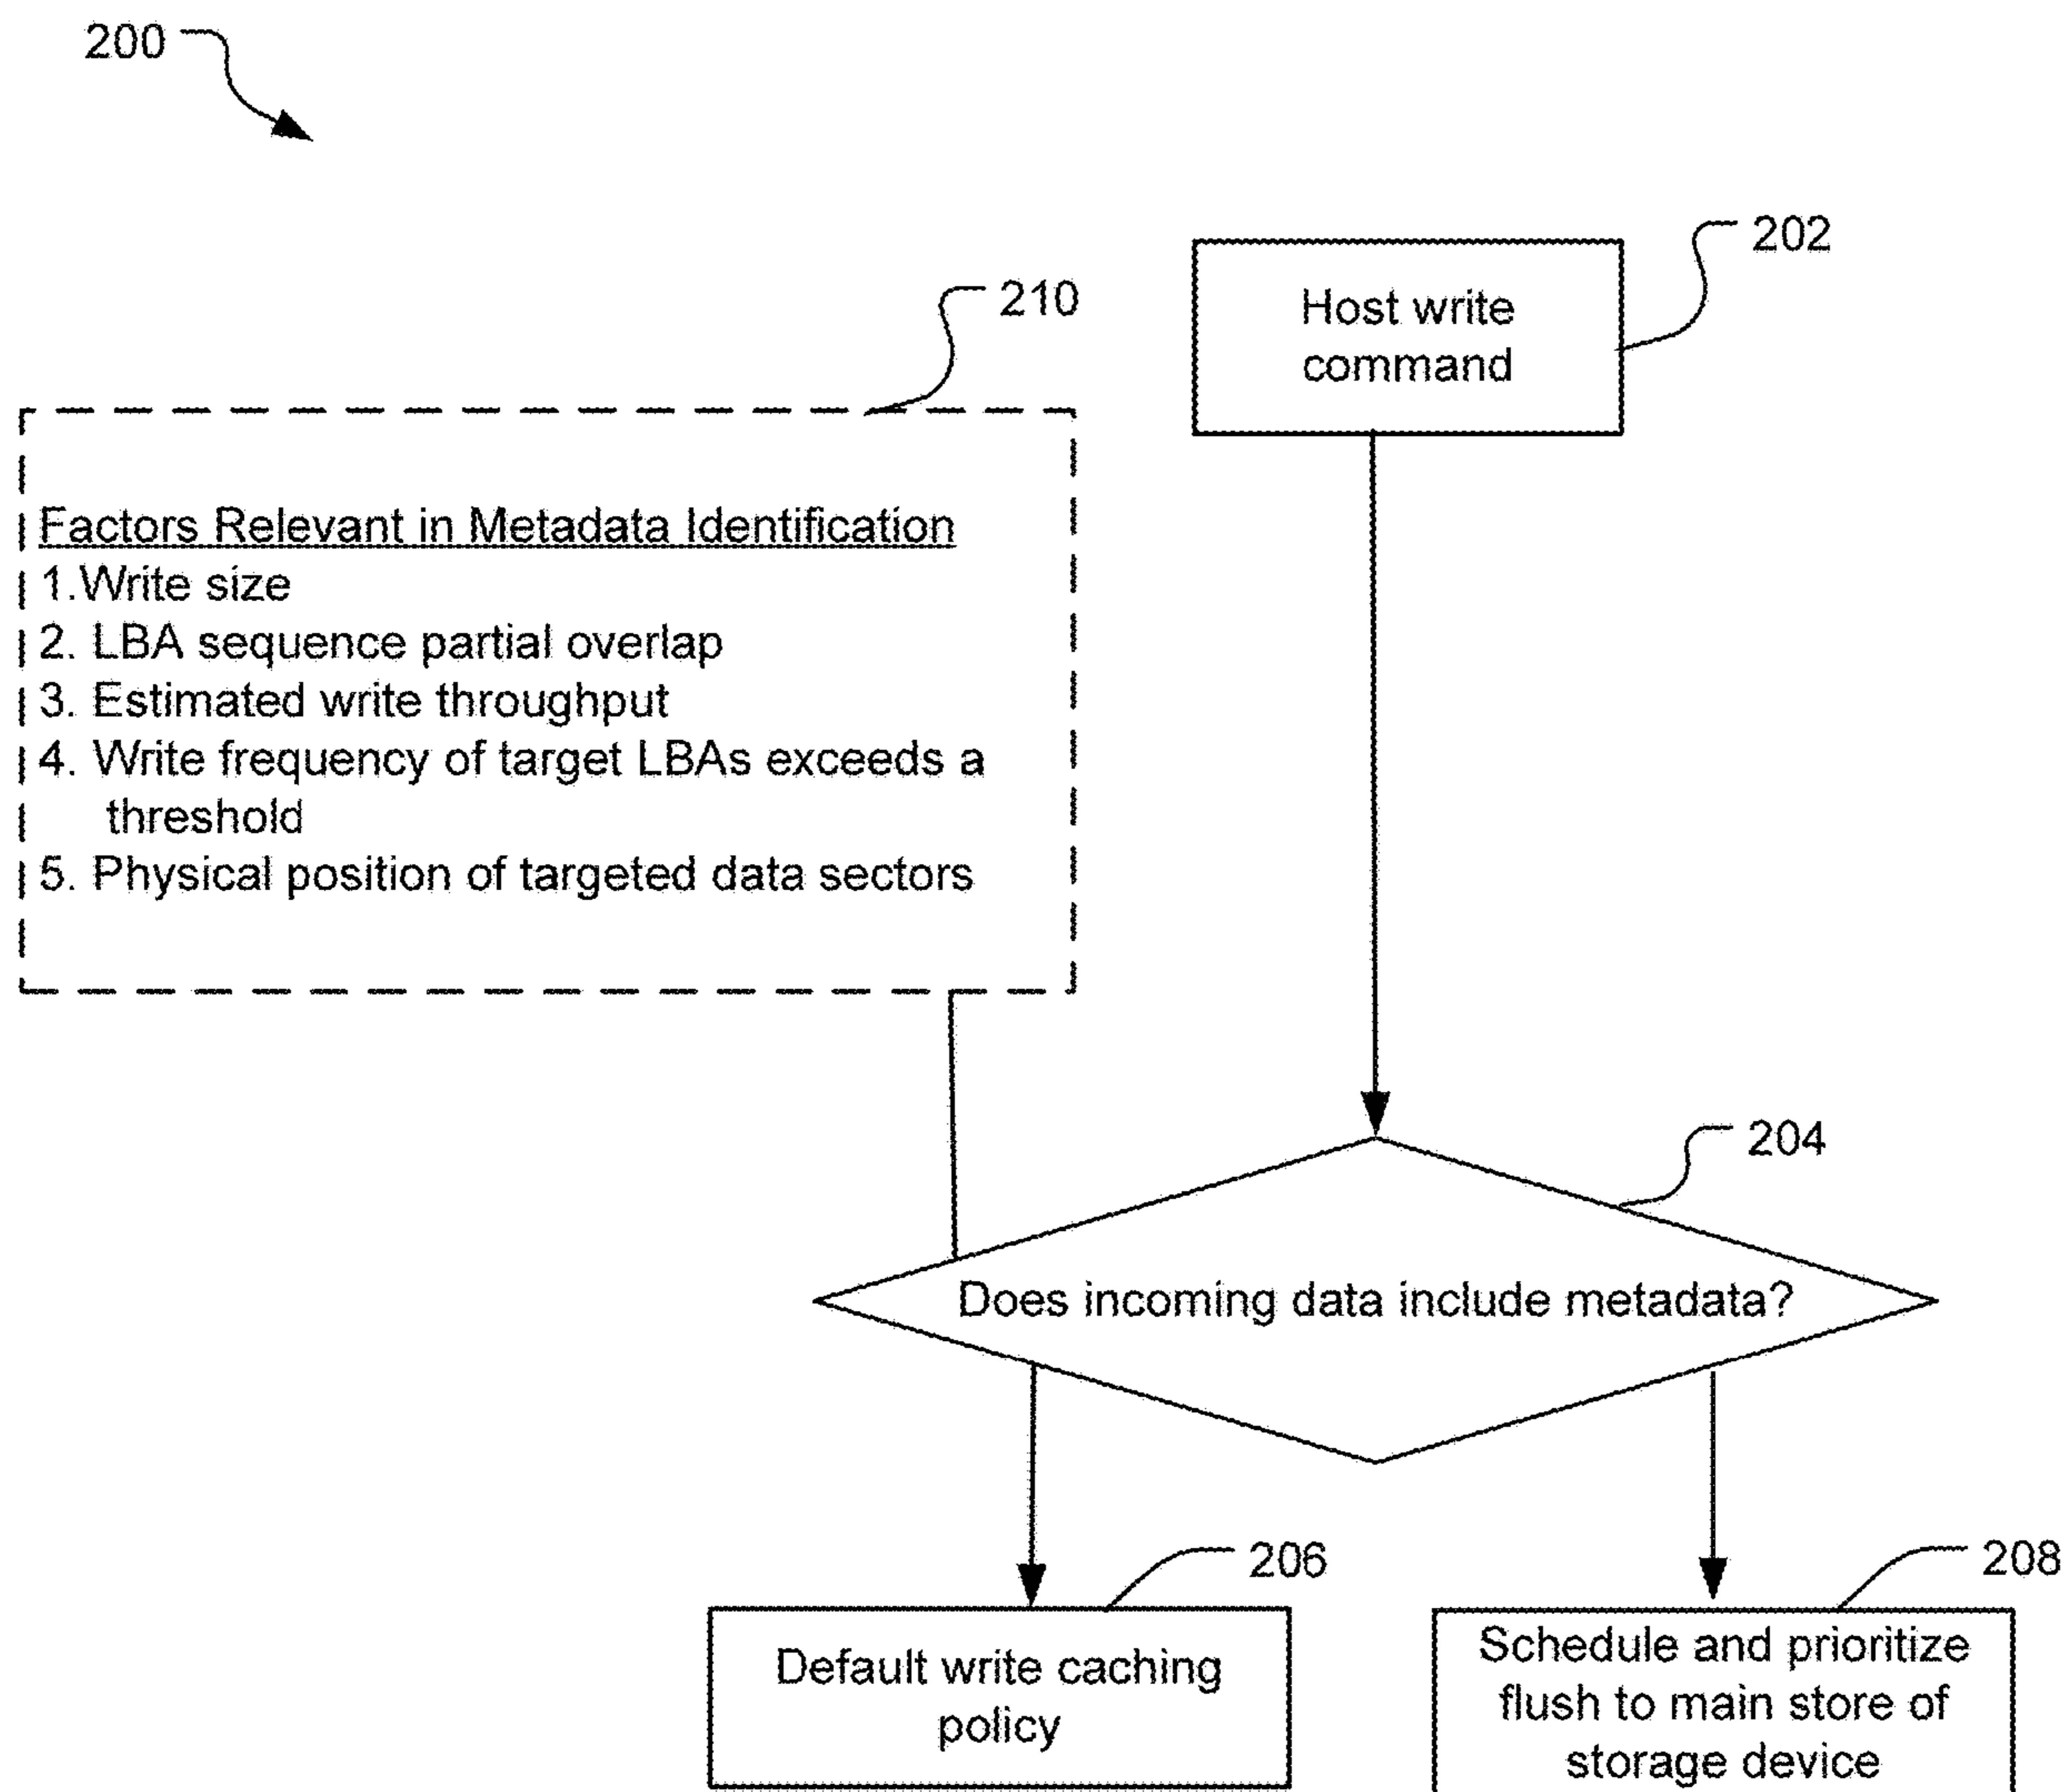 200
202
Host write
command
210
Factors Relevant in Metadata Identification
1.Write size
2. LBA sequence partial overlap
3. Estimated write throughput
4. Write frequency of target LBAs exceeds a
threshold
5. Physical position of targeted data sectors
204
Does incoming data include metadata?
206
208
Default write caching
policy
Schedule and prioritize
flush to main store of
storage device